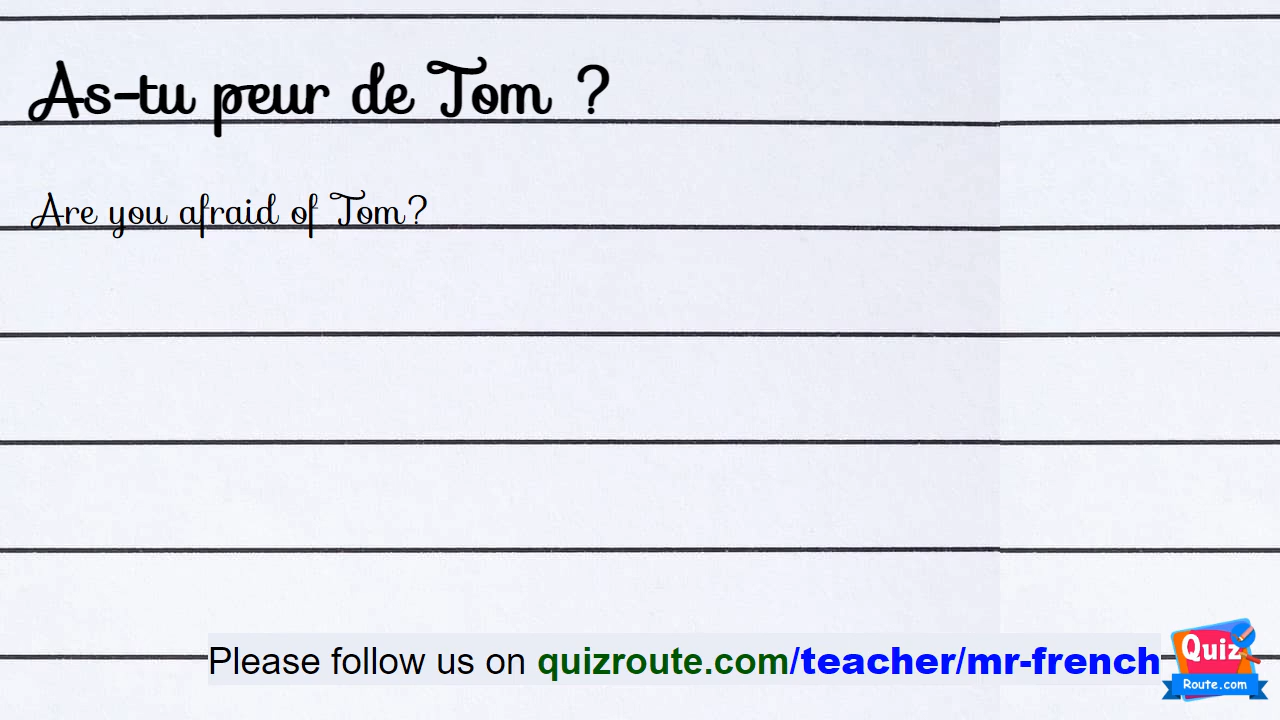 As-tu peur de Tom ?
Are you afraid of Tom?
Please follow us on quizroute.com/teacher/mr-french
Quiz
Route.com